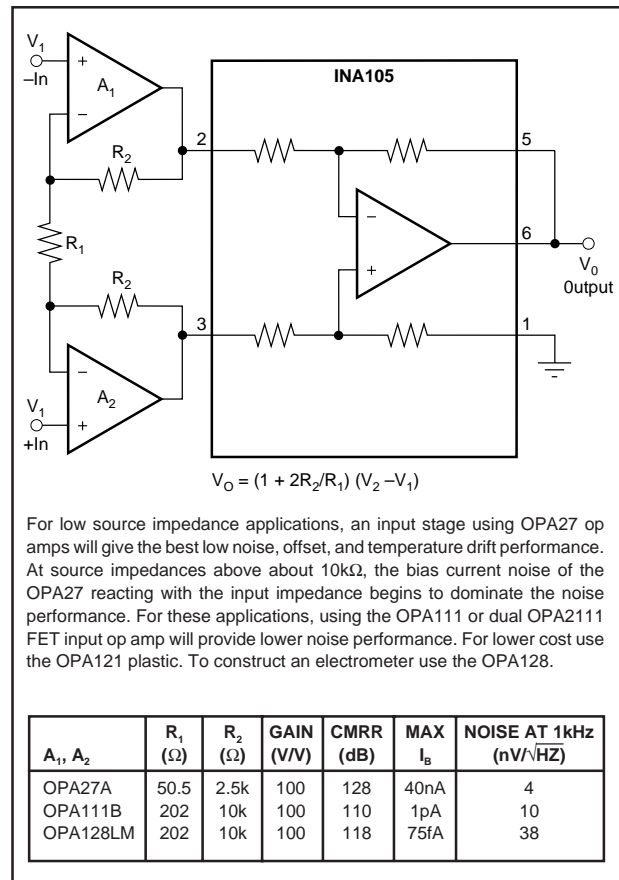 V1
–In
+
A1
–
INA105
2
5
R2
–
6
V0
0utput
+
R1
R2
3
1
–
A2
V1
+In
+
VO = (1 + 2R2/R1) (V2 –V1)
For low source impedance applications, an input stage using OPA27 op
amps will give the best low noise, offset, and temperature drift performance.
At source impedances above about 10kΩ, the bias current noise of the
OPA27 reacting with the input impedance begins to dominate the noise
performance. For these applications, using the OPA111 or dual OPA2111
FET input op amp will provide lower noise performance. For lower cost use
the OPA121 plastic. To construct an electrometer use the OPA128.
R1 R2 GAIN CMRR MAX NOISE AT 1kHz
A1, A2 (Ω) (Ω) (V/V) (dB) IB (nV/√HZ)
OPA27A 50.5 2.5k 100 128 40nA 4
OPA111B 202 10k 100 110 1pA 10
OPA128LM 202 10k 100 118 75fA 38